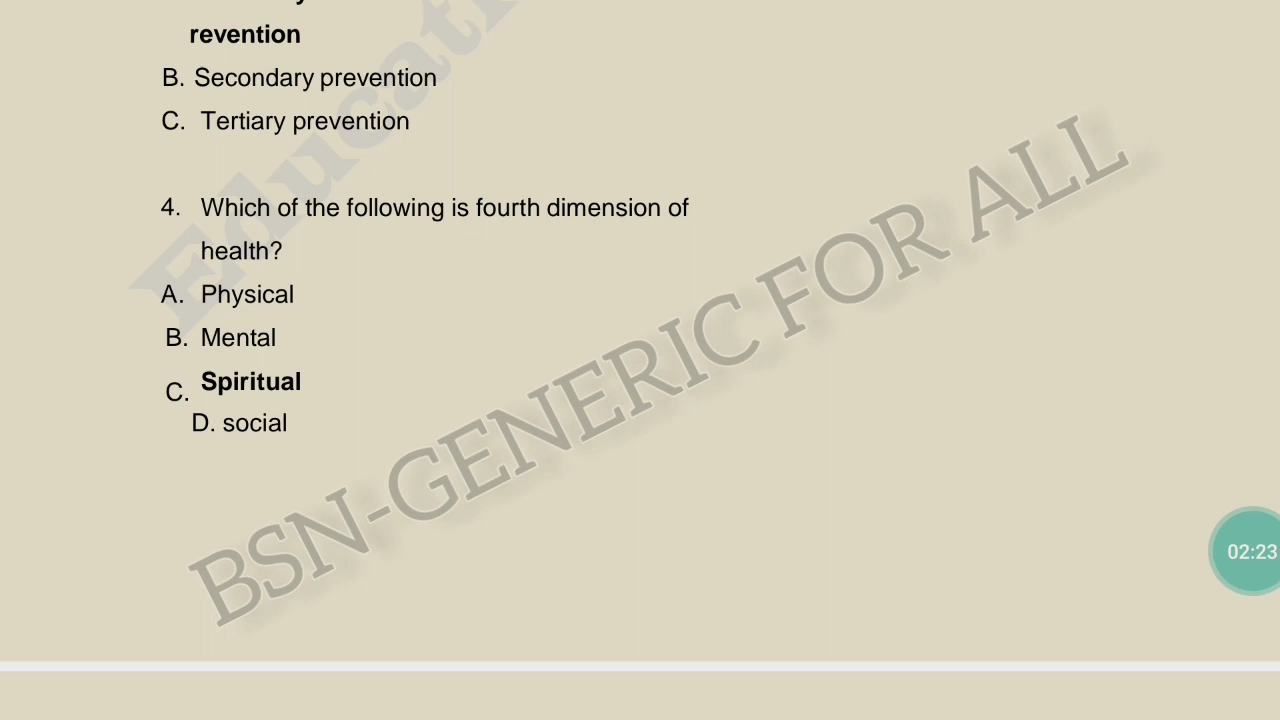 revention
B. Secondary prevention
C. Tertiary prevention
4. Which of the following is fourth dimension of
health?
A. Physical
B. Mental
C. Spiritual
D. social
BSN-GENERIC FOR ALL
02:23